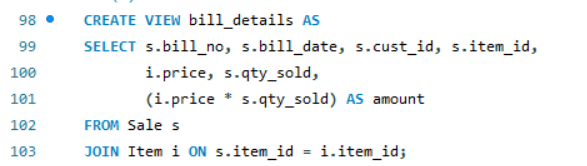 98 CREATE VIEW bill_details AS
99 SELECT s.bill_no, s.bill_date, s.cust_id, s.item_id,
100 i.price, s.qty_sold,
101 (i.price * s.qty_sold) AS amount
102 FROM Sale s
103 JOIN Item i ON s.item_id = i.item_id;